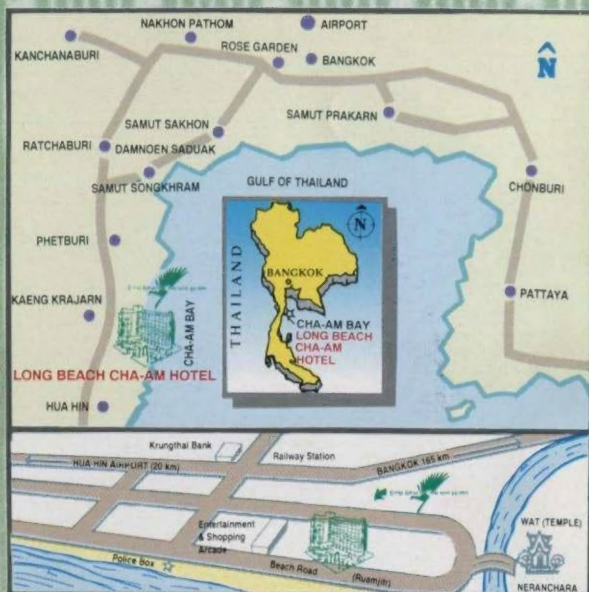 NAKHON PATHOM
AIRPORT
KANCHANABURI
ROSE GARDEN
BANGKOK
N
SAMUT SAKHON
SAMUT PRAKARN
RATCHABURI
DAMNOEN SADUAK
SAMUT SONGKHRAM
GULF OF THAILAND
CHONBURI
PHETBURI
N
BANGKOK
THAILAND
PATTAYA
KAENG KRAJARN
CHA-AM BAY
CHA-AM BAY
LONG BEACH
CHA-AM
HOTEL
LONG BEACH CHA-AM HOTEL
HUA HIN
Krungthai Bank
Railway Station
HUA HIN AIRPORT (20 km)
BANGKOK 165 km
Entertainment
& Shopping
Arcade
WAT (TEMPLE)
Police Box
Beach Road
(Ruamjitr)
NERANCHARA